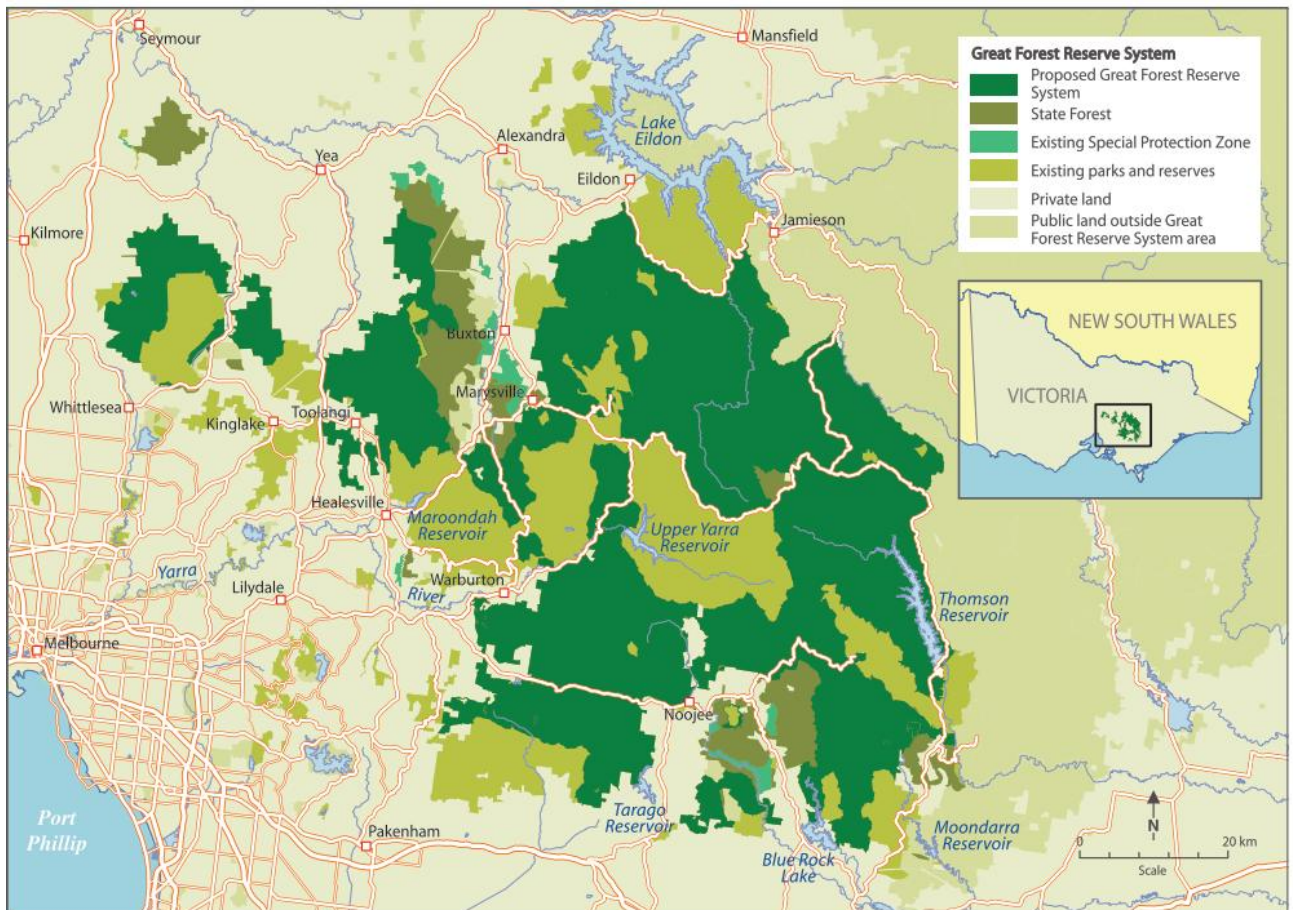 Seymour
Mansfield
Great Forest Reserve System
Proposed Great Forest Reserve
System
State Forest
Existing Special Protection Zone
Existing parks and reserves
Private land
Public land outside Great
Forest Reserve System area
Lake
Eildon
Alexandra
Yea
Eildon
Jamieson
Kilmore
Buxton
NEW SOUTH WALES
VICTORIA
Marysville
Whittlesea
Kinglake
Toolangi
Healesville
Maroondah
Reservoir
Upper Yarra
Reservoir
Yarra
River
Warburton
Lilydale
Thomson
Reservoir
Melbourne
Noojee
Port
Phillip
Tarago
Reservoir
Pakenham
Blue Rock
Lake
Moondarra
Reservoir
N
20 km
Scale